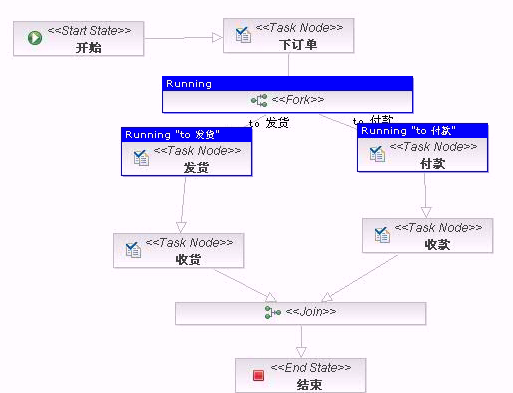 <<Start State>>
开始
<<Task Node>>
下订单
Running
<<Fork>>
to 发货
to 付款
Running "to 发货"
<<Task Node>>
发货
Running "to 付款"
<<Task Node>>
付款
<<Task Node>>
收货
<<Task Node>>
收款
<<Join>>
<<End State>>
结束